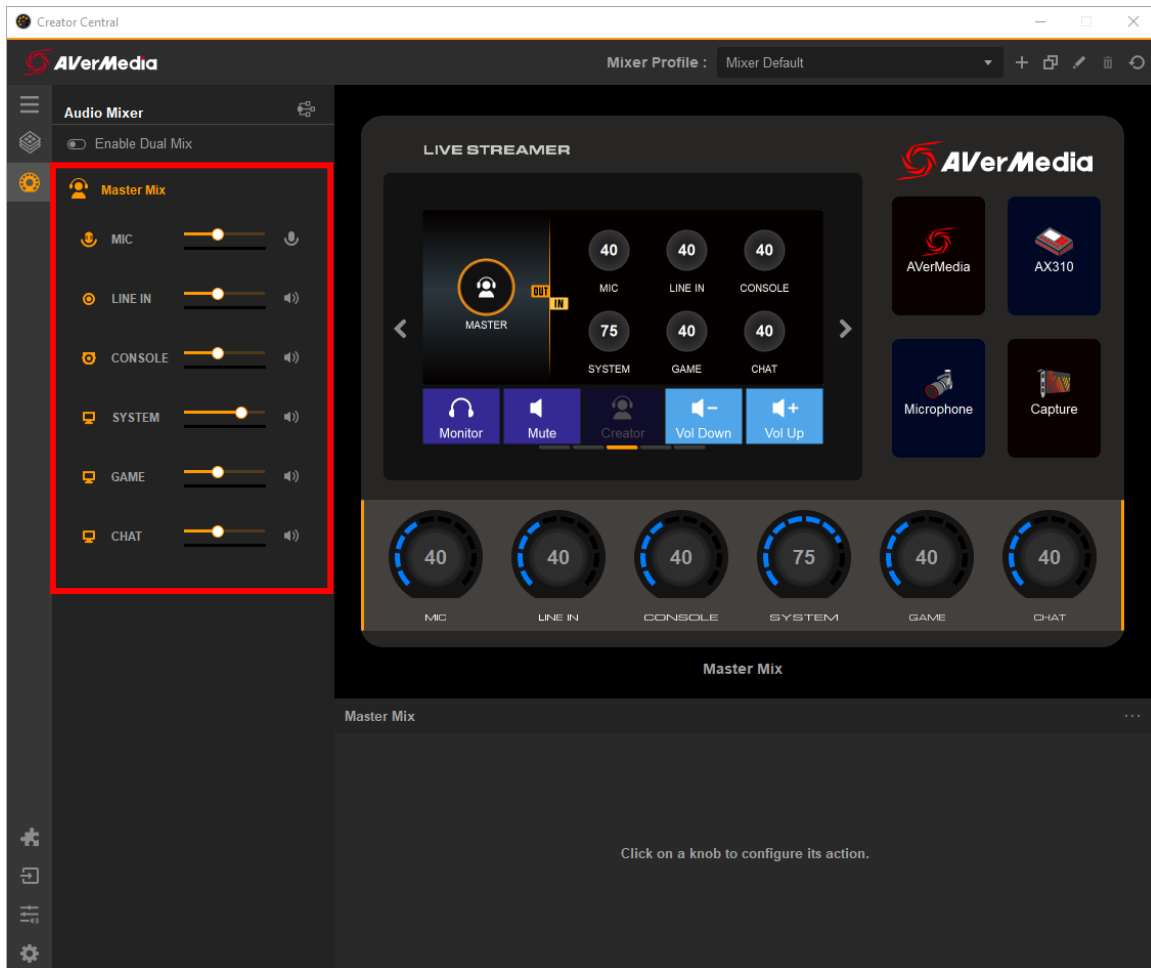 Creator Central
AVerMedia
Mixer Profile :
Mixer Default
Audio Mixer
Enable Dual Mix
Master Mix
MIC
LINE IN
CONSOLE
SYSTEM
GAME
CHAT
LIVE STREAMER
AVerMedia
MASTER
OUT
IN
40
40
40
MIC
LINE IN
CONSOLE
75
40
40
SYSTEM
GAME
CHAT
Monitor
Mute
Creator
Vol Down
Vol Up
AVerMedia
AX310
Microphone
Capture
40
40
40
75
40
40
MIC
LINE IN
CONSOLE
SYSTEM
GAME
CHAT
Master Mix
Master Mix
Click on a knob to configure its action.